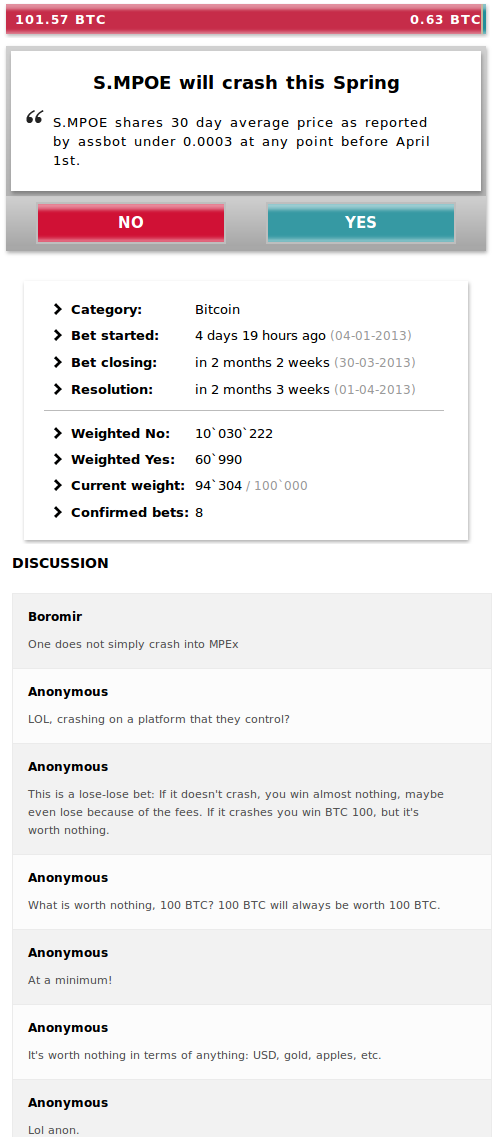 101.57 BTC 0.63 BTC
S.MPOE will crash this Spring
“ S.MPOE shares 30 day average price as reported
by assbot under 0.0003 at any point before April
1st.
NO YES
Category: Bitcoin
Bet started: 4 days 19 hours ago (04-01-2013)
Bet closing: in 2 months 2 weeks (30-03-2013)
Resolution: in 2 months 3 weeks (01-04-2013)
Weighted No: 10`030`222
Weighted Yes: 60`990
Current weight: 94`304 / 100`000
Confirmed bets: 8
DISCUSSION
Boromir
One does not simply crash into MPEx
Anonymous
LOL, crashing on a platform that they control?
Anonymous
This is a lose-lose bet: If it doesn't crash, you win almost nothing, maybe
even lose because of the fees. If it crashes you win BTC 100, but it's
worth nothing.
Anonymous
What is worth nothing, 100 BTC? 100 BTC will always be worth 100 BTC.
Anonymous
At a minimum!
Anonymous
It's worth nothing in terms of anything: USD, gold, apples, etc.
Anonymous
Lol anon.